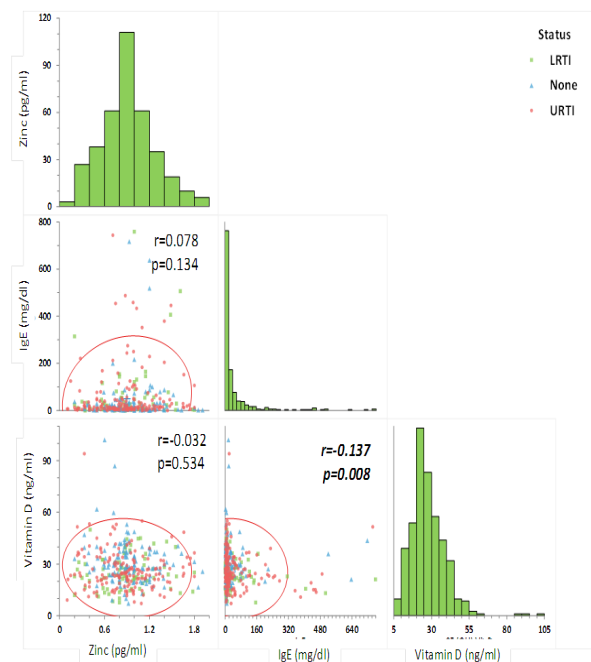 Status
LRTI
None
URTI
Zinc (pg/ml)
120
90
60
30
0
IgE (mg/dl)
800
600
400
200
0
r=0.078
p=0.134
Vitamin D (ng/ml)
120
90
60
30
0
r=-0.032
p=0.534
r=-0.137
p=0.008
0 0.6 1.2 1.8
0 160 320 480 640
5 30 55 80 105
Zinc (pg/ml)
IgE (mg/dl)
Vitamin D (ng/ml)